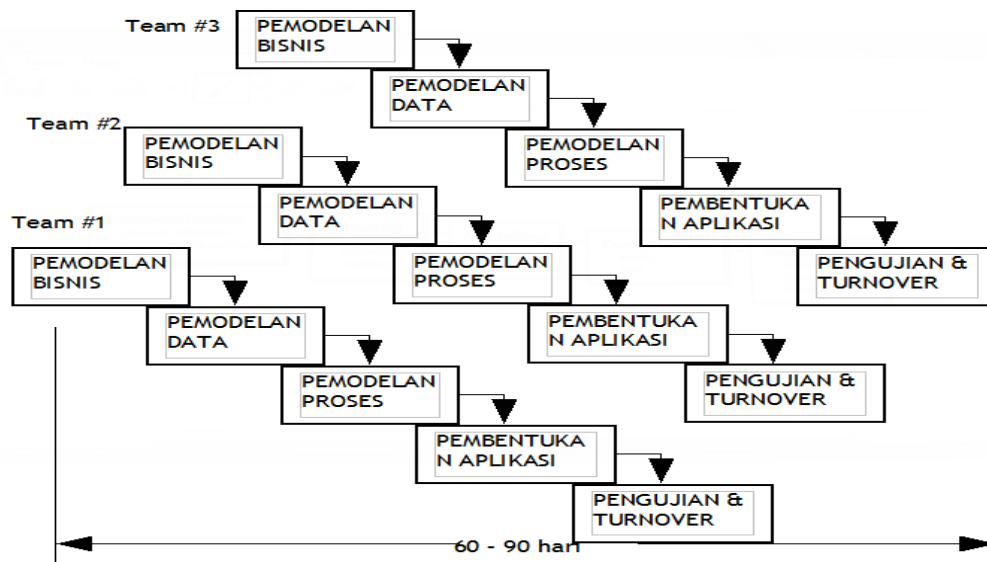 Team #3
PEMODELAN
BISNIS
PEMODELAN
DATA
PEMODELAN
PROSES
PEMBENTUKA
N APLIKASI
PENGUJIAN &
TURNOVER
Team #2
PEMODELAN
BISNIS
PEMODELAN
DATA
PEMODELAN
PROSES
PEMBENTUKA
N APLIKASI
PENGUJIAN &
TURNOVER
Team #1
PEMODELAN
BISNIS
PEMODELAN
DATA
PEMODELAN
PROSES
PEMBENTUKA
N APLIKASI
PENGUJIAN &
TURNOVER
60 - 90 hari